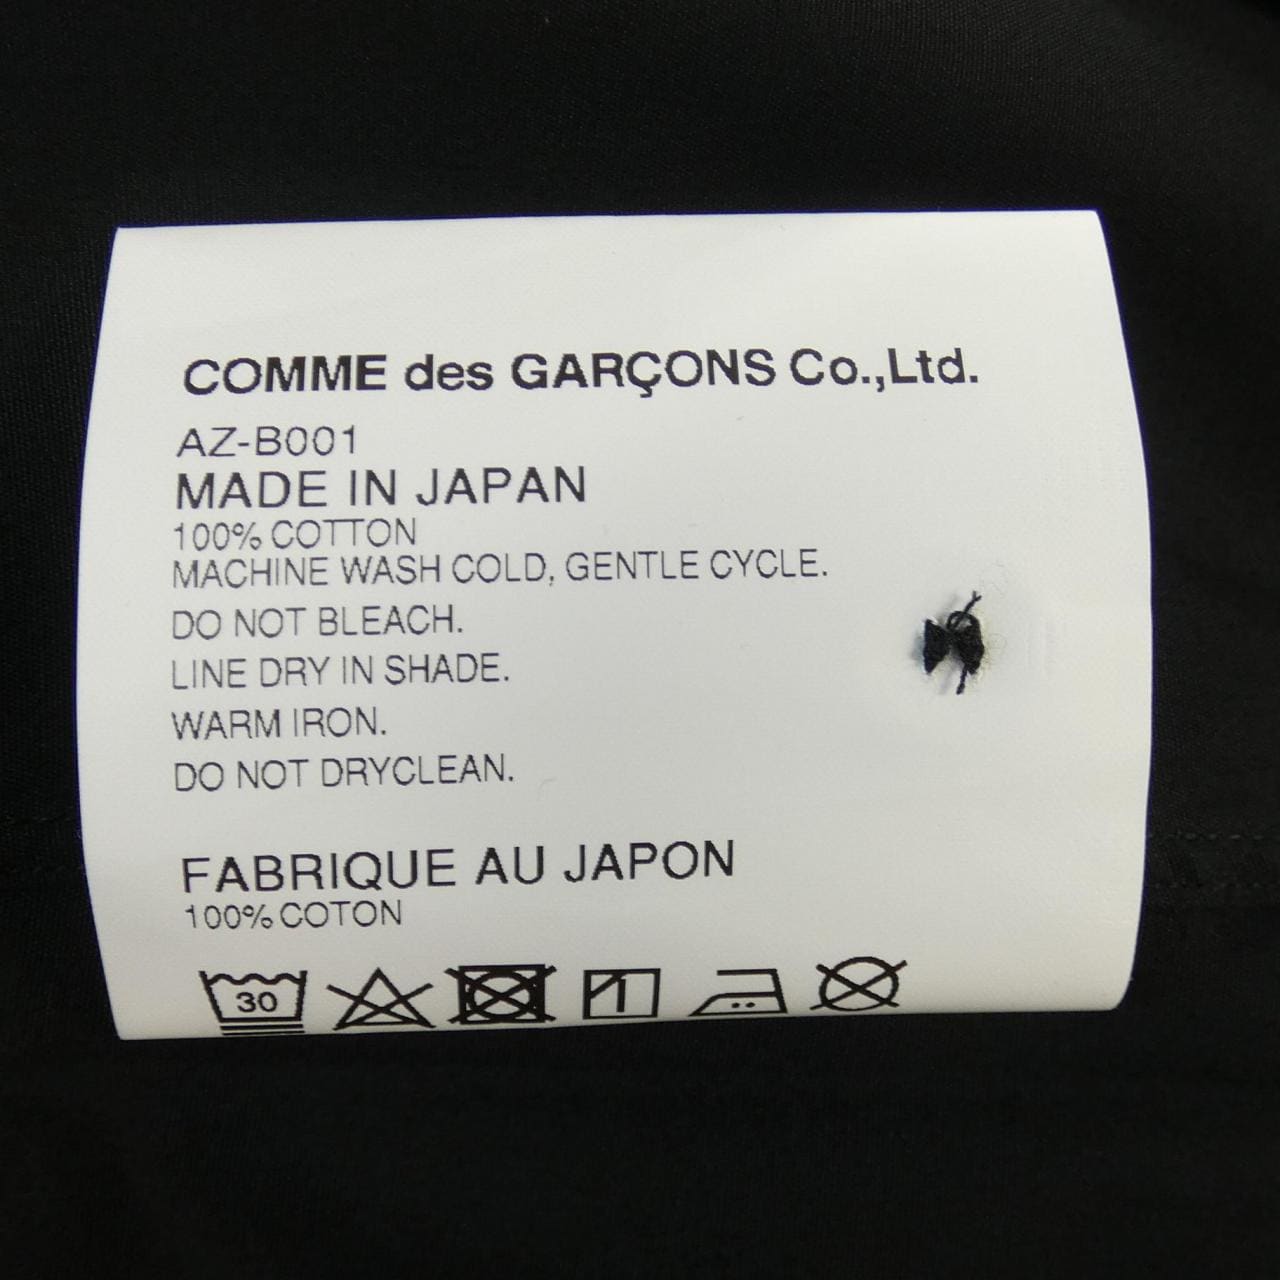 COMME des GARÇONS Co.,Ltd.
AZ-B001
MADE IN JAPAN
100% COTTON
MACHINE WASH COLD, GENTLE CYCLE.
DO NOT BLEACH.
LINE DRY IN SHADE.
WARM IRON.
DO NOT DRYCLEAN.
FABRIQUE AU JAPON
100% COTON
30